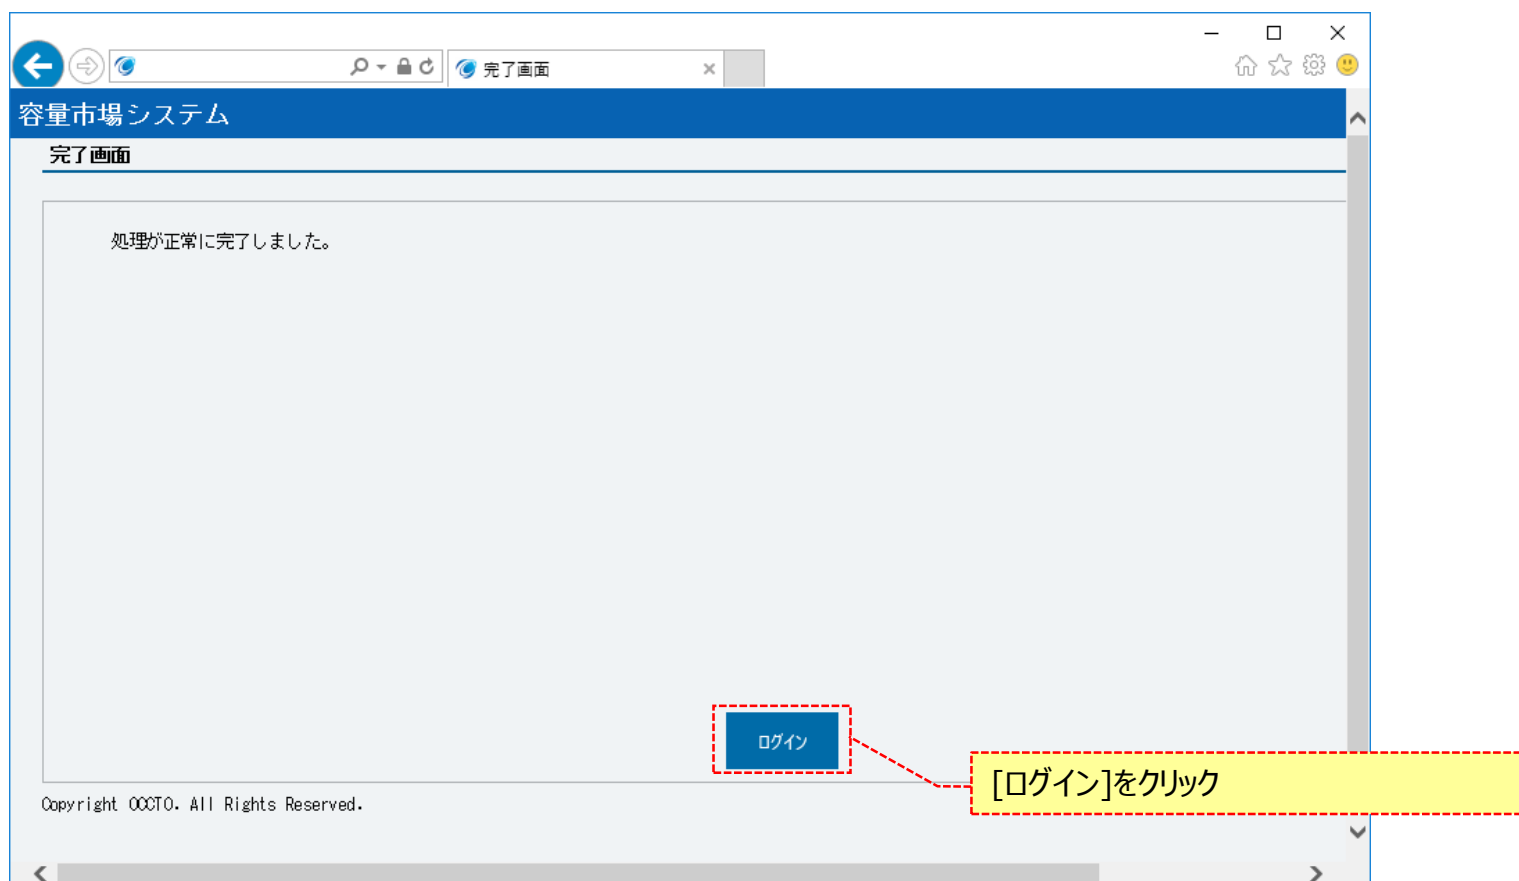 完了画面
容量市場システム
完了画面
処理が正常に完了しました。
ログイン
[ログイン]をクリック
Copyright OCCTO. All Rights Reserved.